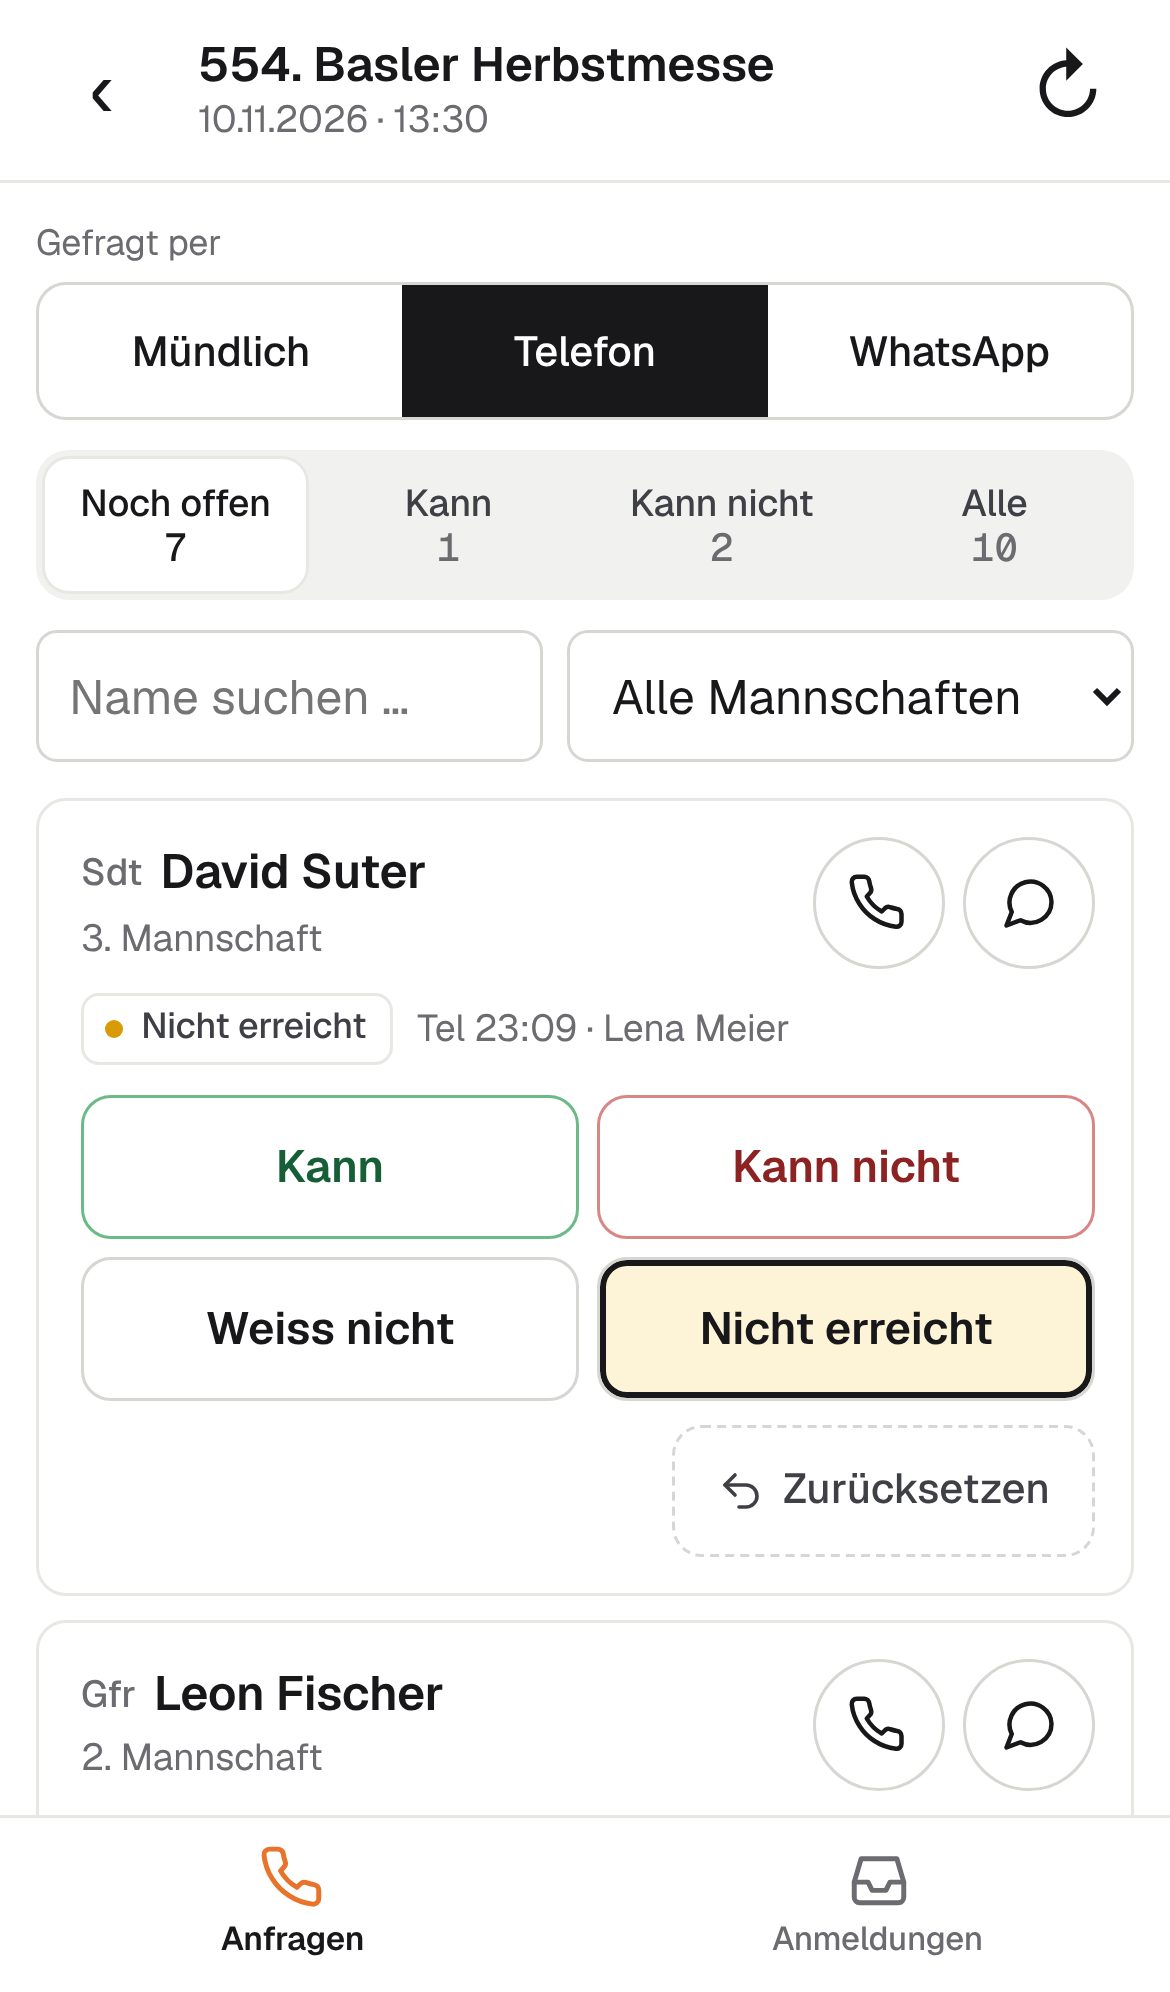 554. Basler Herbstmesse
10.11.2026 · 13:30
Gefragt per
Mündlich
Telefon
WhatsApp
Noch offen
7
Kann
1
Kann nicht
2
Alle
10
Name suchen ...
Alle Mannschaften
Sdt David Suter
3. Mannschaft
Nicht erreicht
Tel 23:09 · Lena Meier
Kann
Kann nicht
Weiss nicht
Nicht erreicht
Zurücksetzen
Gfr Leon Fischer
2. Mannschaft
Anfragen
Anmeldungen